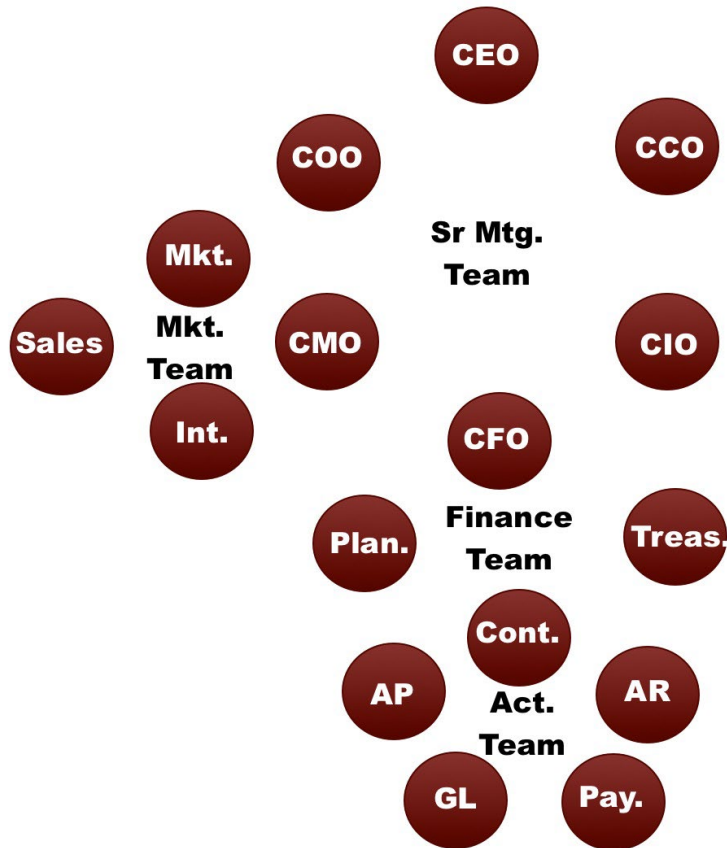 CEO
COO
CCO
Sr Mtg.
Team
Mkt.
Sales
Mkt.
Team
CMO
CIO
Int.
CFO
Plan.
Finance
Team
Treas.
Cont.
AP
Act.
Team
AR
GL
Pay.